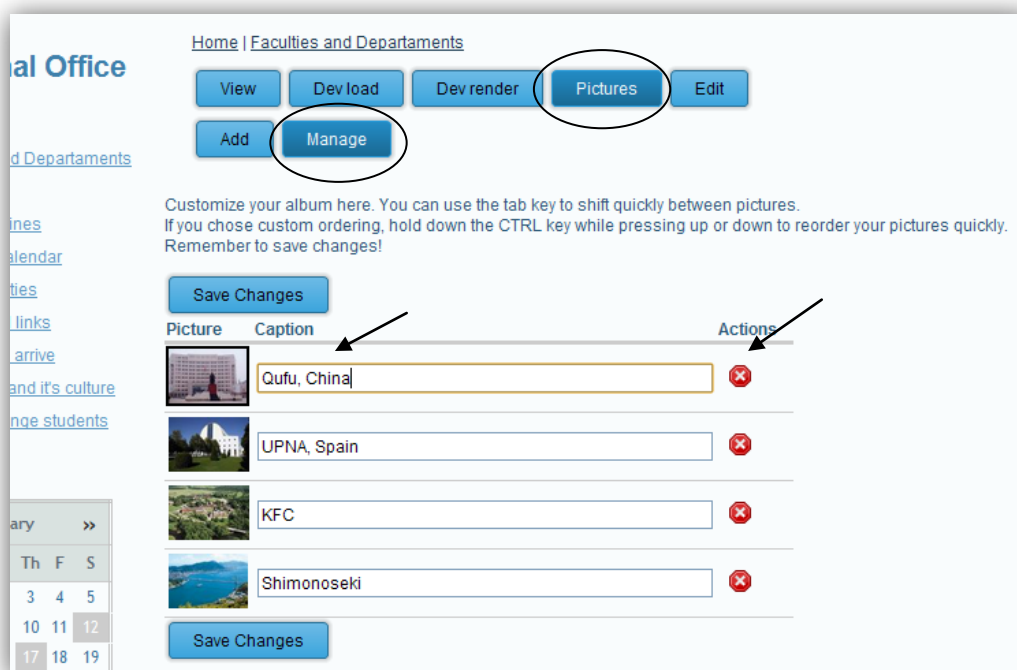 Home | Faculties and Departaments
al Office
View Dev load Dev render Pictures Edit
Add Manage
d Departaments
Customize your album here. You can use the tab key to shift quickly between pictures.
If you chose custom ordering, hold down the CTRL key while pressing up or down to reorder your pictures quickly.
Remember to save changes!
ines
alendar
ties
links
arrive
and it's culture
nge students
Save Changes
Picture Caption Actions
Qufu, China
UPNA, Spain
KFC
Shimonoseki
Save Changes
ary »
Th F S
3 4 5
10 11 12
17 18 19